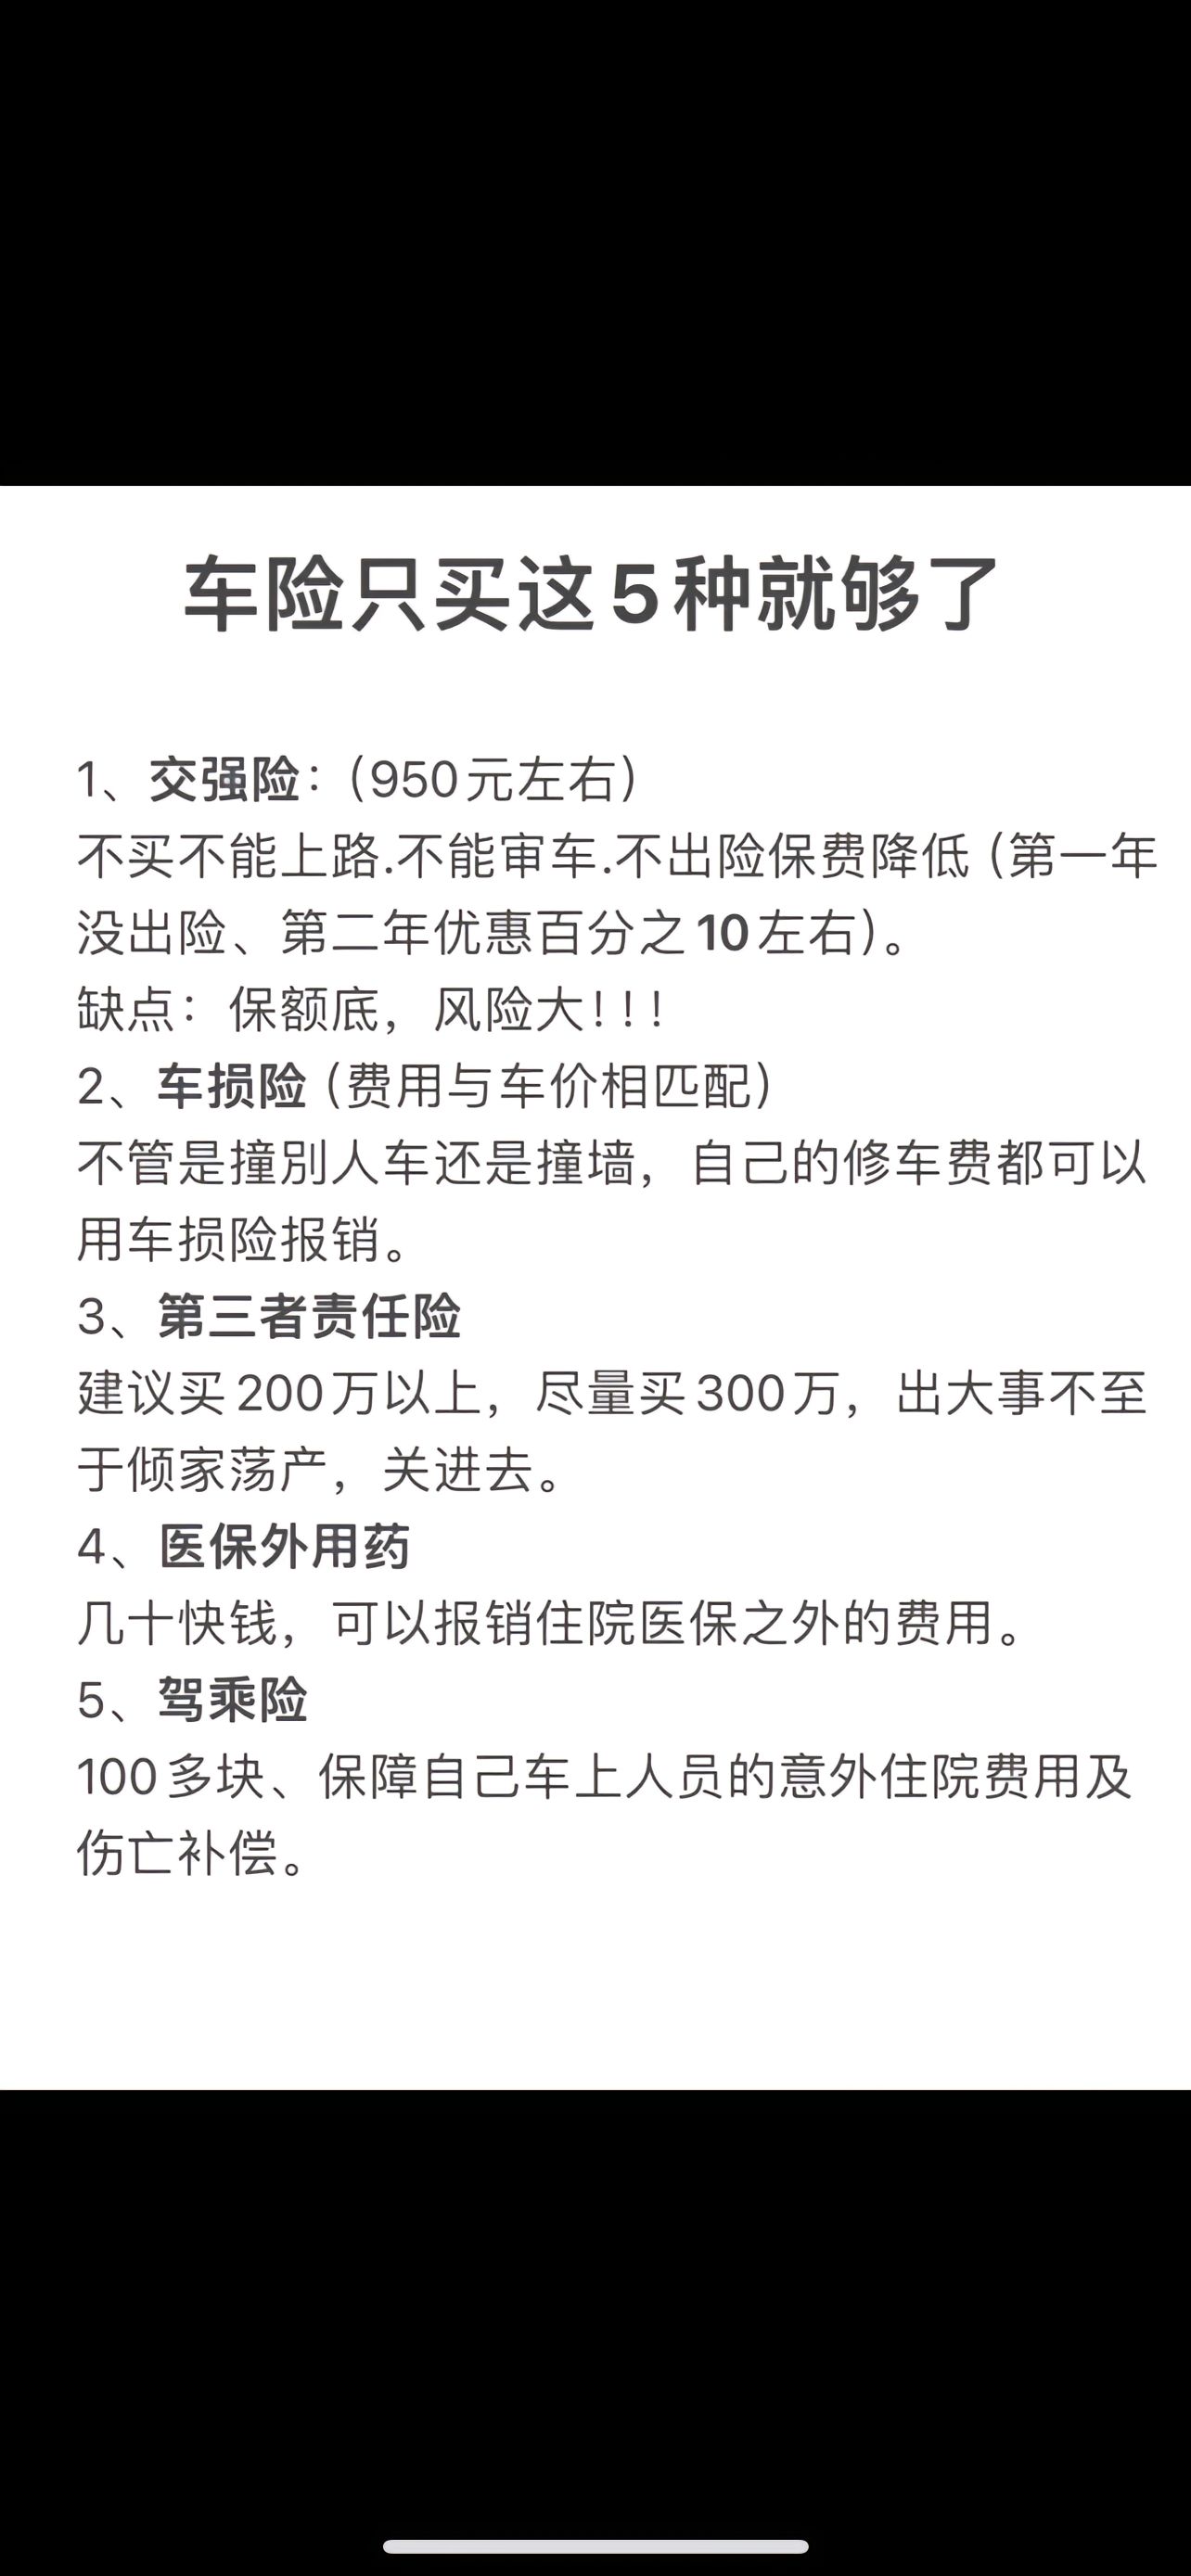 车险只买这5种就够了
1、交强险：（950元左右）
不买不能上路.不能审车.不出险保费降低（第一年
没出险、第二年优惠百分之10左右）。
缺点：保额底，风险大！！！
2、车损险（费用与车价相匹配）
不管是撞别人车还是撞墙，自己的修车费都可以
用车损险报销。
3、第三者责任险
建议买200万以上，尽量买300万，出大事不至
于倾家荡产，关进去。
4、医保外用药
几十快钱，可以报销住院医保之外的费用。
5、驾乘险
100多块、保障自己车上人员的意外住院费用及
伤亡补偿。